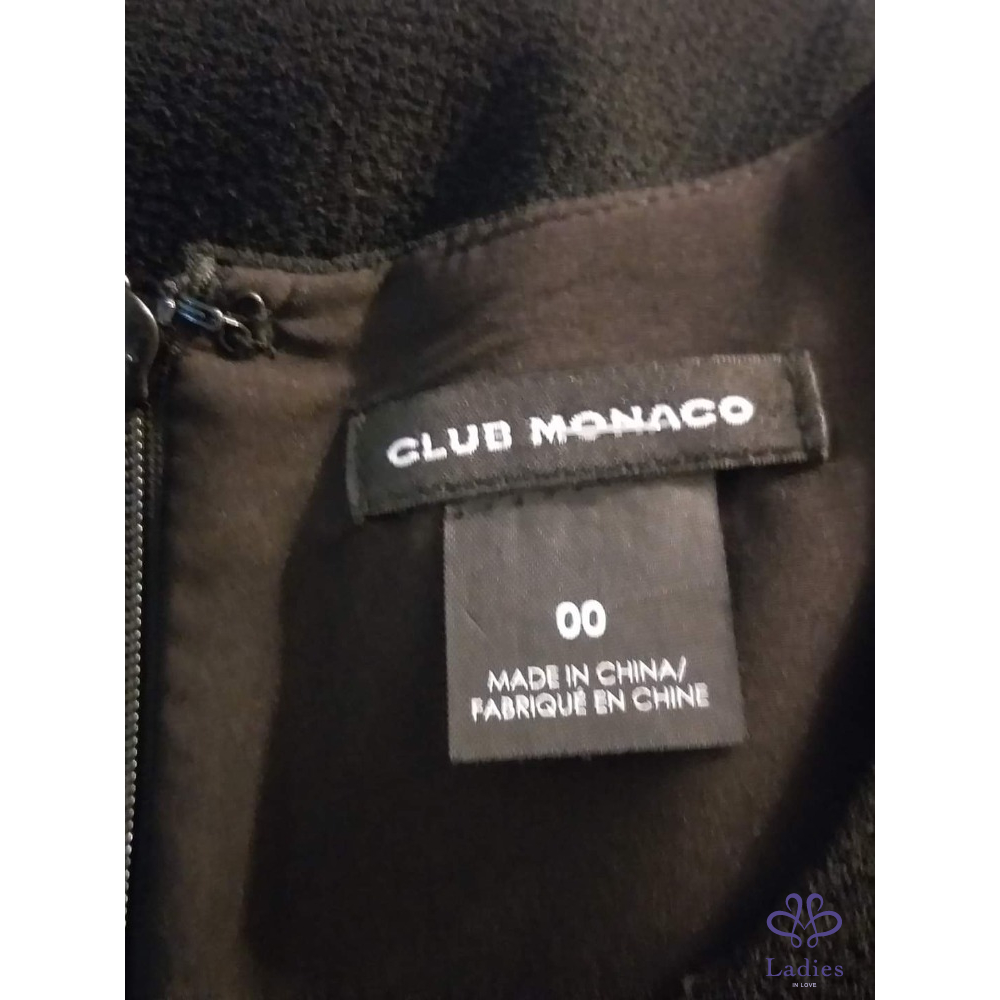 CLUB MONACO
00
MADE IN CHINA/
FABRIQUÉ EN CHINE
Ladies
IN LOVE